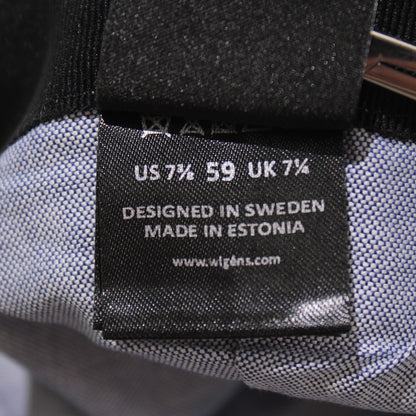 US 7⅜ 59 UK 7¼
DESIGNED IN SWEDEN
MADE IN ESTONIA
www.wigens.com